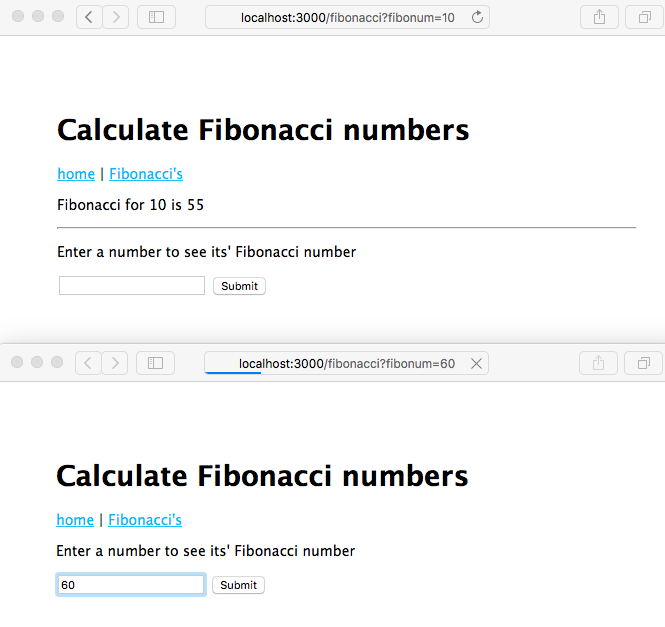 localhost:3000/fibonacci?fibonum=10
Calculate Fibonacci numbers
home | Fibonacci's
Fibonacci for 10 is 55
Enter a number to see its' Fibonacci number
Submit
localhost:3000/fibonacci?fibonum=60
Calculate Fibonacci numbers
home | Fibonacci's
Enter a number to see its' Fibonacci number
60 Submit